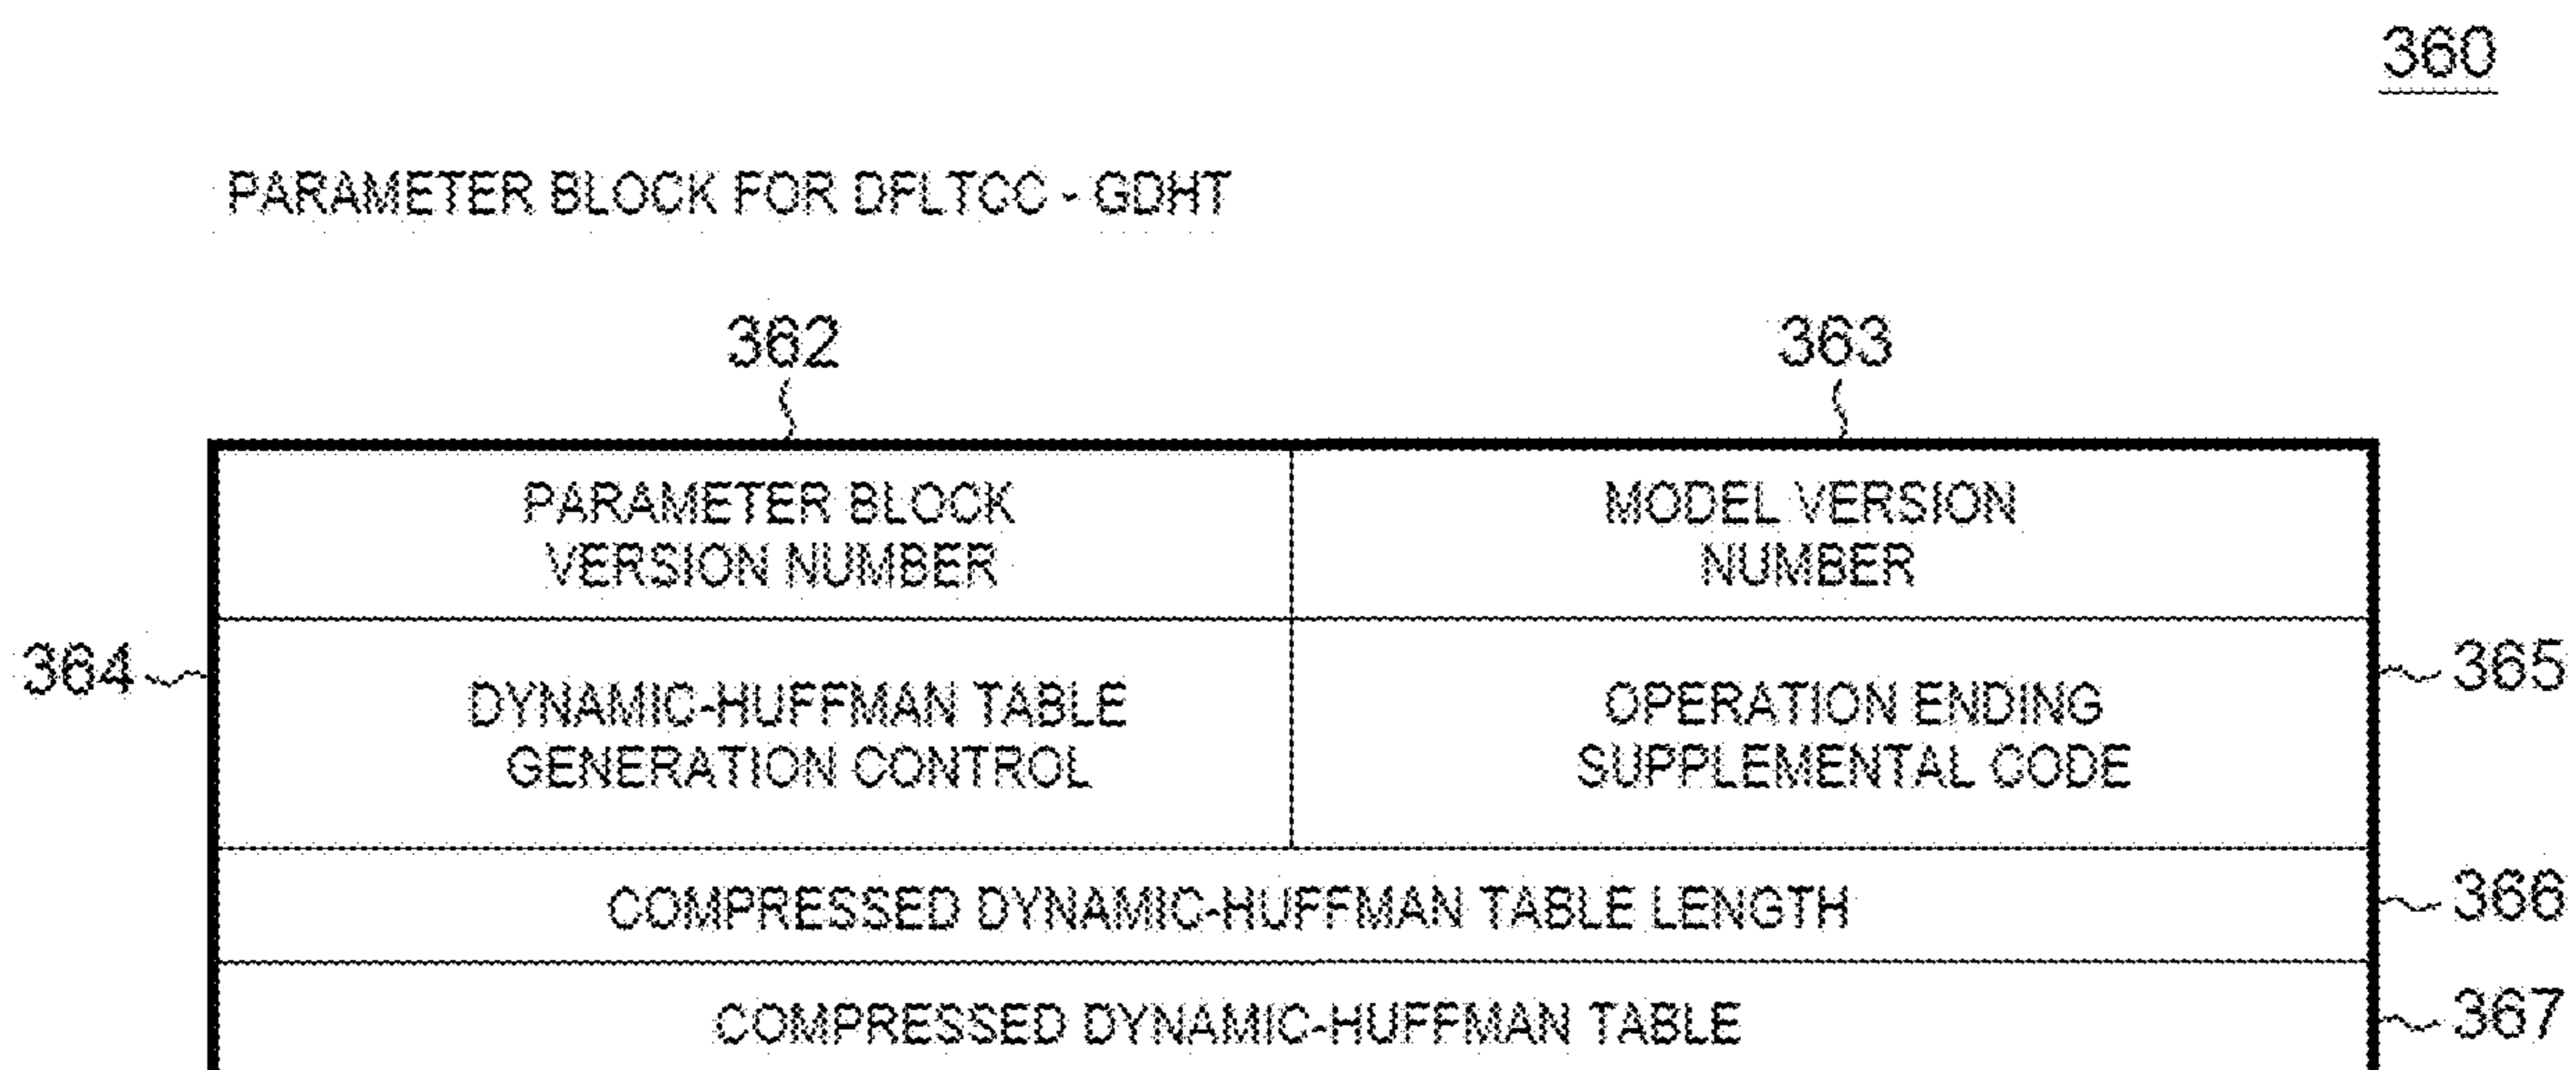 360
PARAMETER BLOCK FOR DFLTCC - GDHT
362
363
PARAMETER BLOCK
VERSION NUMBER
MODEL VERSION
NUMBER
364
DYNAMIC-HUFFMAN TABLE
GENERATION CONTROL
OPERATION ENDING
SUPPLEMENTAL CODE
365
COMPRESSED DYNAMIC-HUFFMAN TABLE LENGTH
366
COMPRESSED DYNAMIC-HUFFMAN TABLE
367